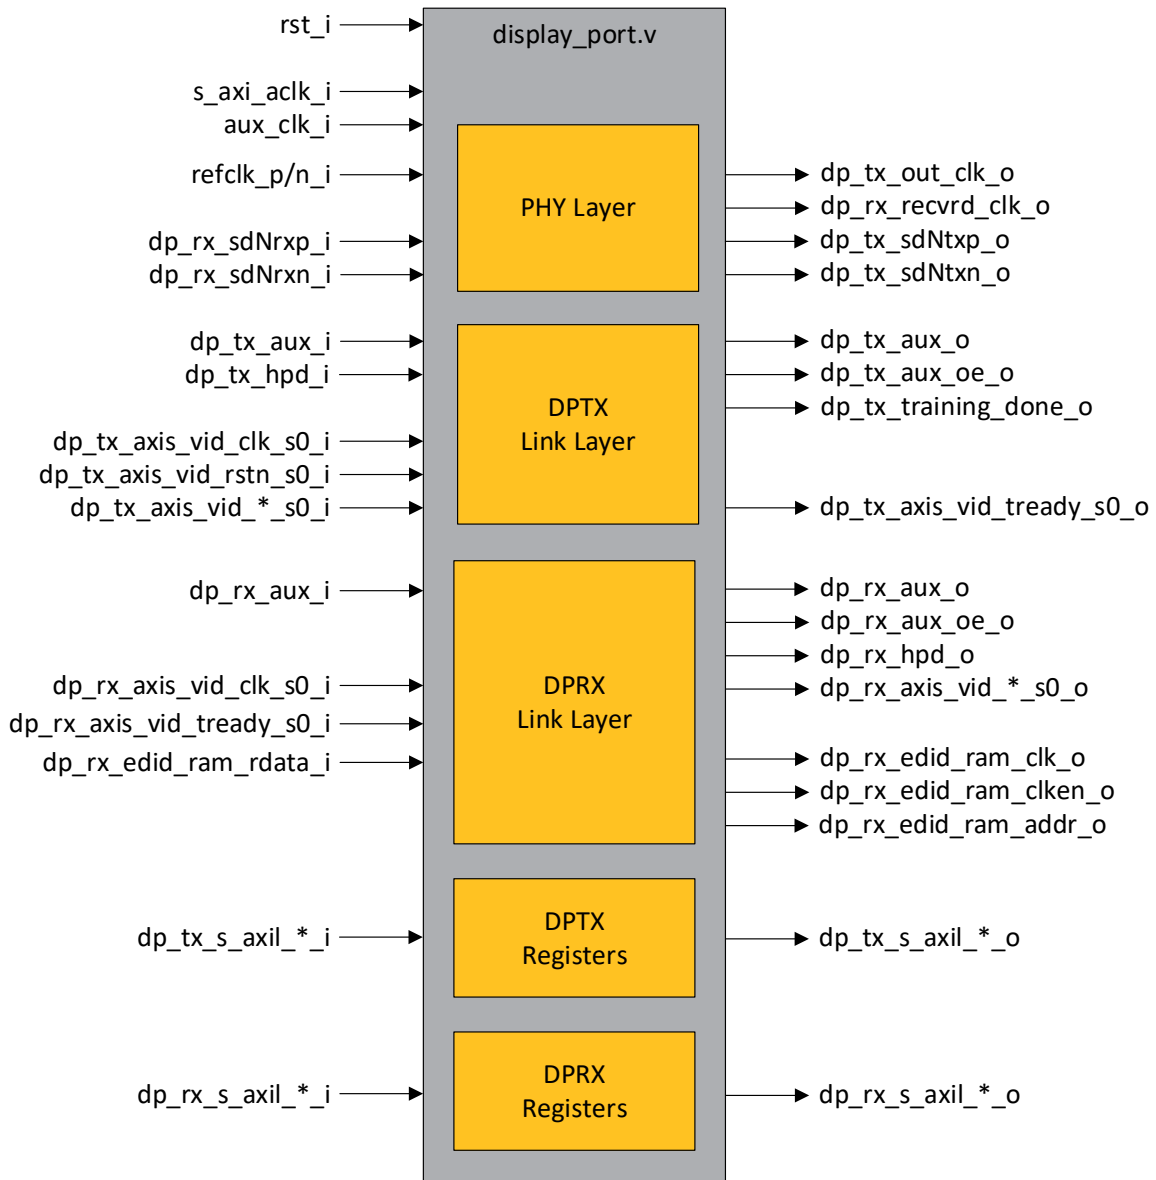 rst_i
display_port.v
s_axi_aclk_i
aux_clk_i
refclk_p/n_i
dp_rx_sdNrxp_i
dp_rx_sdNrxn_i
PHY Layer
dp_tx_out_clk_o
dp_rx_recvrd_clk_o
dp_tx_sdNtxp_o
dp_tx_sdNtxn_o
dp_tx_aux_i
dp_tx_hpd_i
dp_tx_axis_vid_clk_s0_i
dp_tx_axis_vid_rstn_s0_i
dp_tx_axis_vid_*_s0_i
DPTX
Link Layer
dp_tx_aux_o
dp_tx_aux_oe_o
dp_tx_training_done_o
dp_tx_axis_vid_tready_s0_o
dp_rx_aux_i
dp_rx_axis_vid_clk_s0_i
dp_rx_axis_vid_tready_s0_i
dp_rx_edid_ram_rdata_i
DPRX
Link Layer
dp_rx_aux_o
dp_rx_aux_oe_o
dp_rx_hpd_o
dp_rx_axis_vid_*_s0_o
dp_rx_edid_ram_clk_o
dp_rx_edid_ram_clken_o
dp_rx_edid_ram_addr_o
dp_tx_s_axil_*_i
DPTX
Registers
dp_tx_s_axil_*_o
dp_rx_s_axil_*_i
DPRX
Registers
dp_rx_s_axil_*_o